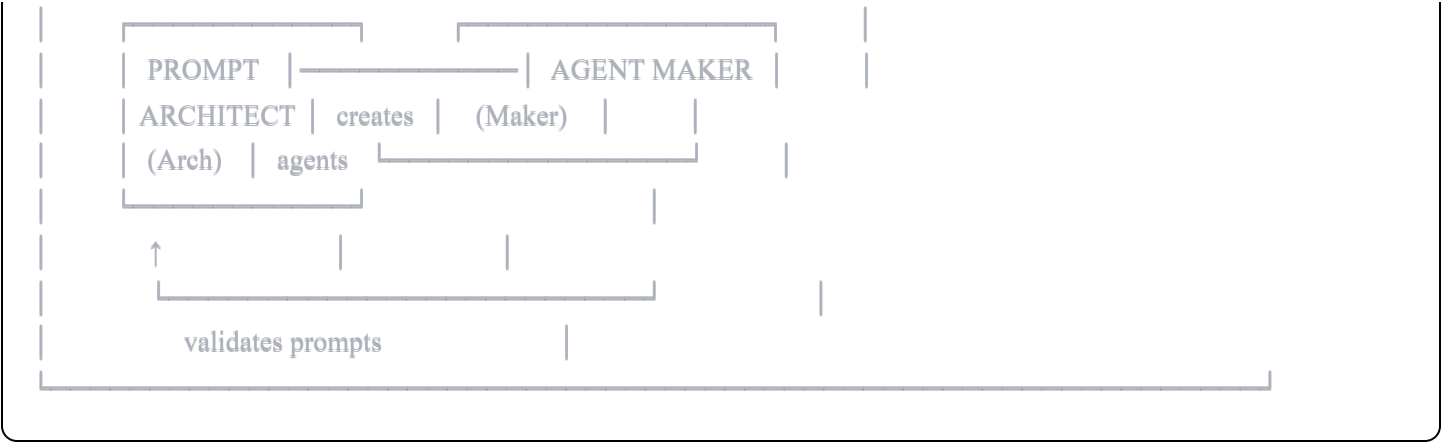 PROMPT AGENT MAKER
ARCHITECT creates (Maker)
(Arch) agents
↑
validates prompts